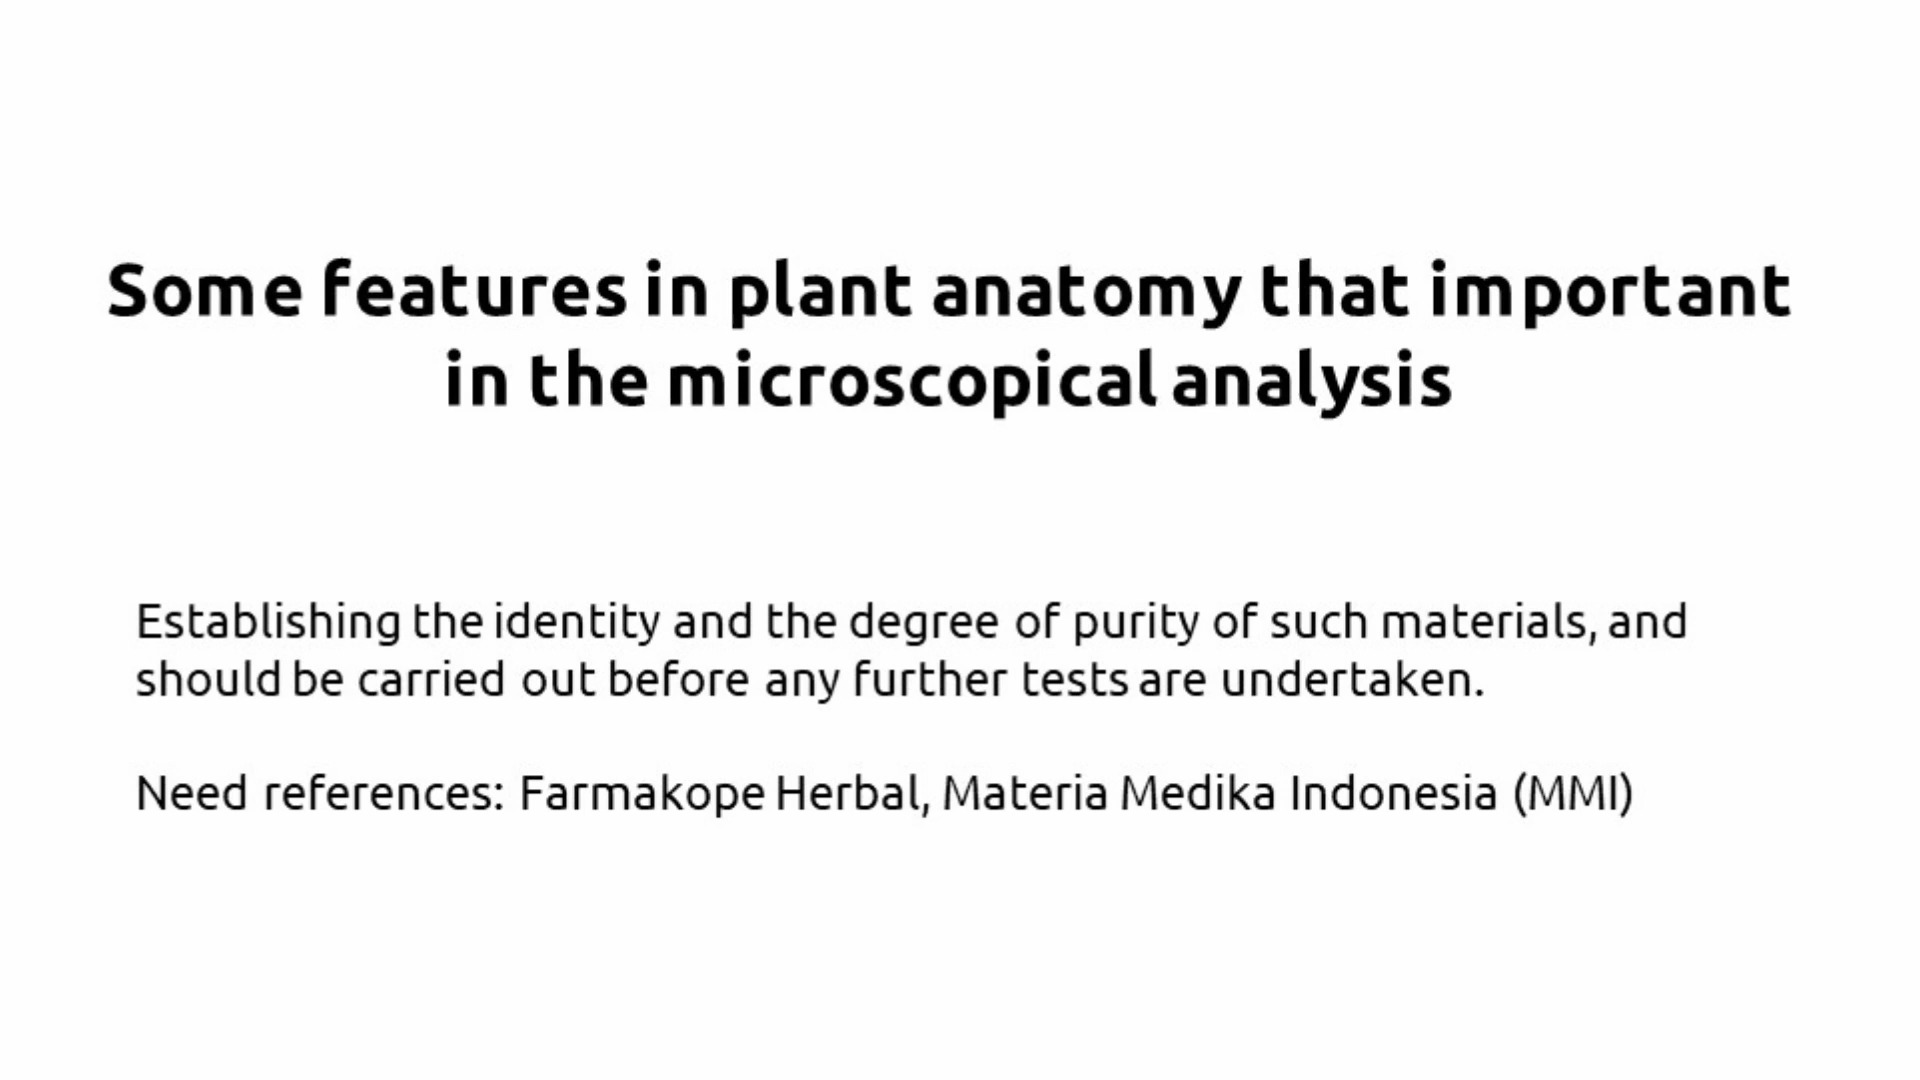 Some features in plant anatomy that important
in the microscopical analysis
Establishing the identity and the degree of purity of such materials, and
should be carried out before any further tests are undertaken.
Need references: Farmakope Herbal, Materia Medika Indonesia (MMI)